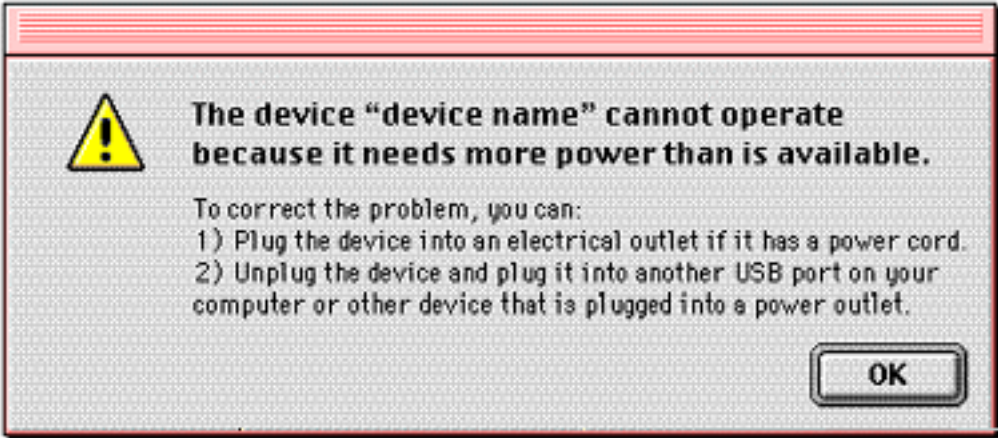 The device “device name” cannot operate
because it needs more power than is available.
To correct the problem, you can:
1) Plug the device into an electrical outlet if it has a power cord.
2) Unplug the device and plug it into another USB port on your
computer or other device that is plugged into a power outlet.
OK